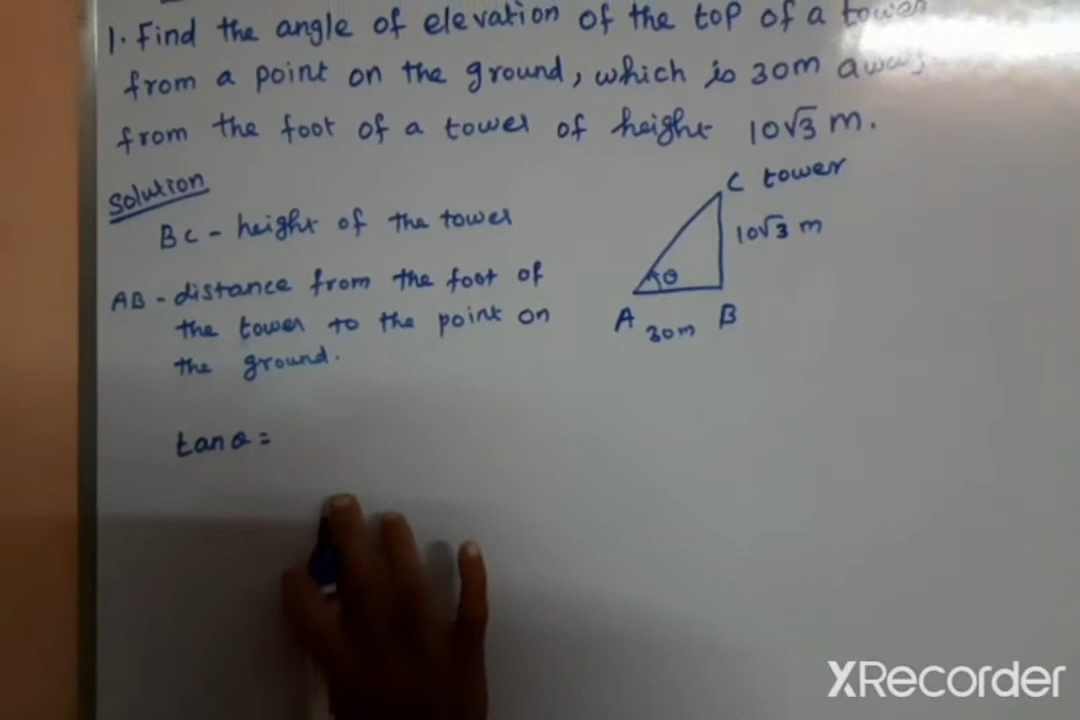 1. Find the angle of elevation of the top of a tower
from a point on the ground, which is 30m away
from the foot of a tower of height 10√3 m.
Solution
BC - height of the tower
AB - distance from the foot of
the tower to the point on
the ground.
tanθ =
C tower
10√3 m
θ
A
B
30m
XRecorder